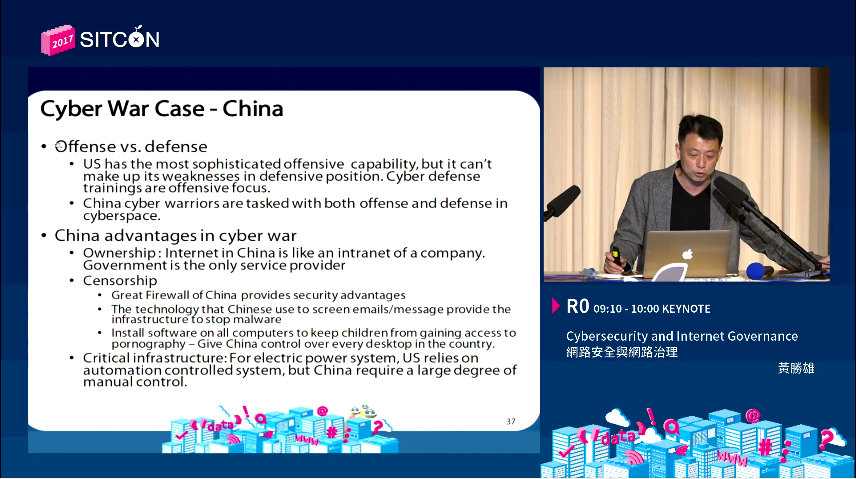 2017 SITCON
Cyber War Case - China
• Offense vs. defense
• US has the most sophisticated offensive capability, but it can't
make up its weaknesses in defensive position. Cyber defense
trainings are offensive focus.
• China cyber warriors are tasked with both offense and defense in
cyberspace.
• China advantages in cyber war
• Ownership : Internet in China is like an intranet of a company.
Government is the only service provider
• Censorship
• Great Firewall of China provides security advantages
• The technology that Chinese use to screen emails/message provide the
infrastructure to stop malware
• Install software on all computers to keep children from gaining access to
pornography – Give China control over every desktop in the country.
• Critical infrastructure: For electric power system, US relies on
automation controlled system, but China require a large degree of
manual control.
37
</data>
!
@
www
#
?
R0 09:10 - 10:00 KEYNOTE
Cybersecurity and Internet Governance
網路安全與網路治理
黃勝雄
</data>
!
@
www
#
?